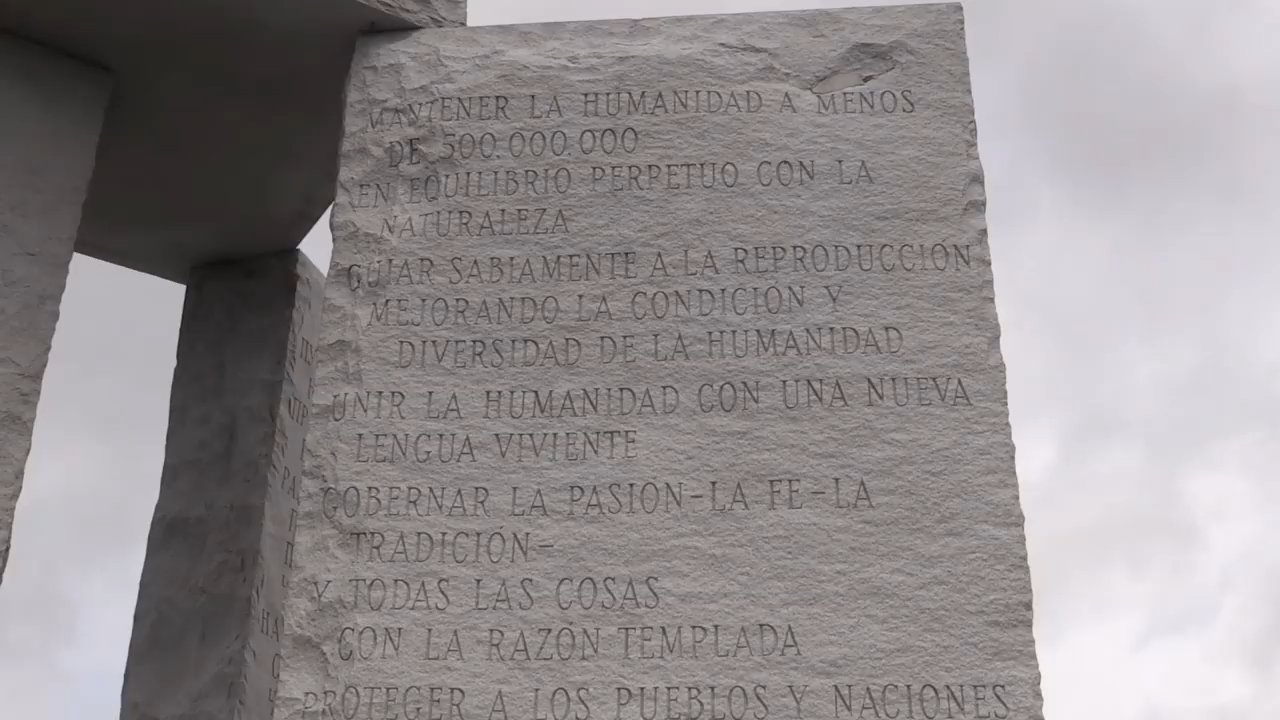 MANTENER LA HUMANIDAD A MENOS
DE 500.000.000
EN EQUILIBRIO PERPETUO CON LA
NATURALEZA
GUIAR SABIAMENTE A LA REPRODUCCIÓN
MEJORANDO LA CONDICIÓN Y
DIVERSIDAD DE LA HUMANIDAD
UNIR LA HUMANIDAD CON UNA NUEVA
LENGUA VIVIENTE
GOBERNAR LA PASIÓN-LA FE-LA
TRADICIÓN-
Y TODAS LAS COSAS
CON LA RAZÓN TEMPLADA
PROTEGER A LOS PUEBLOS Y NACIONES